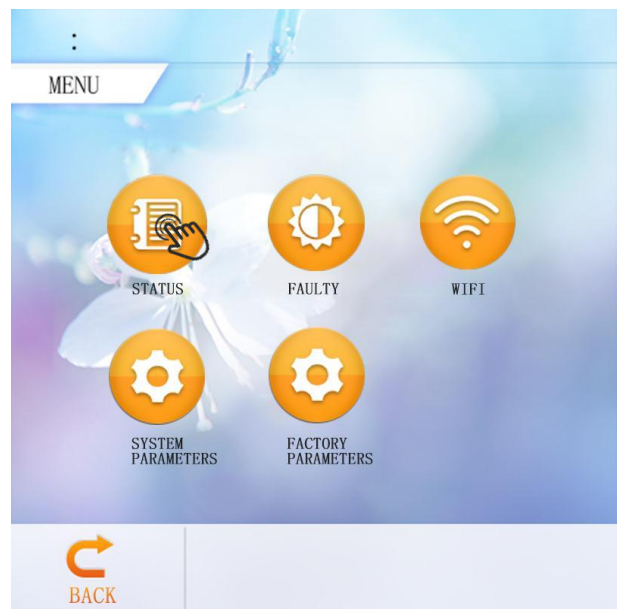 :
MENU
STATUS
FAULTY
WIFI
SYSTEM
PARAMETERS
FACTORY
PARAMETERS
BACK